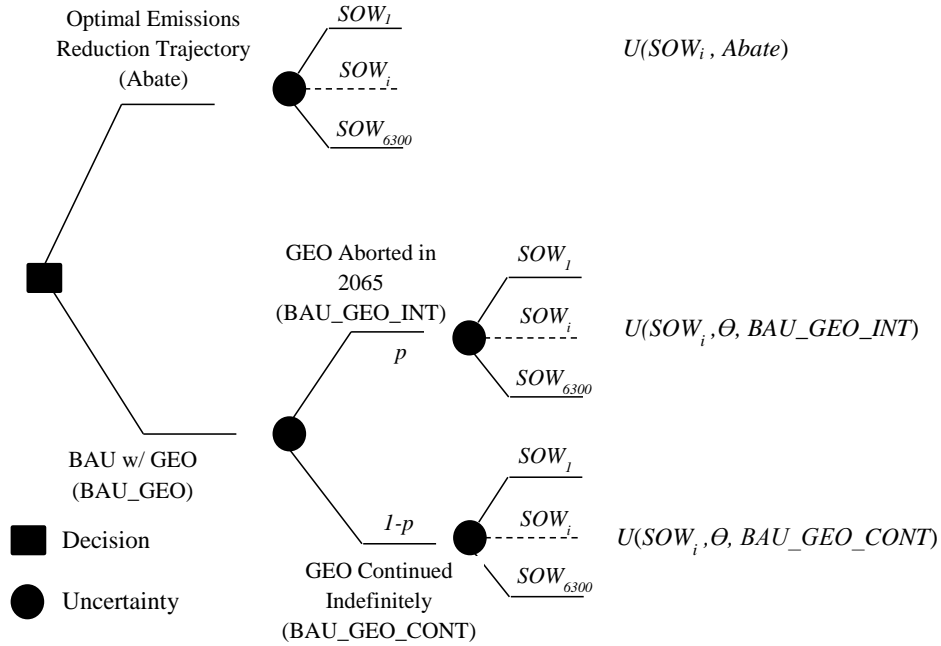 Optimal Emissions
Reduction Trajectory
(Abate)
SOW1
SOWi
SOW6300
U(SOWi , Abate)
GEO Aborted in
2065
(BAU_GEO_INT)
p
SOW1
SOWi
SOW6300
U(SOWi ,Ө, BAU_GEO_INT)
BAU w/ GEO
(BAU_GEO)
1-p
GEO Continued
Indefinitely
(BAU_GEO_CONT)
SOW1
SOWi
SOW6300
U(SOWi ,Ө, BAU_GEO_CONT)
Decision
Uncertainty